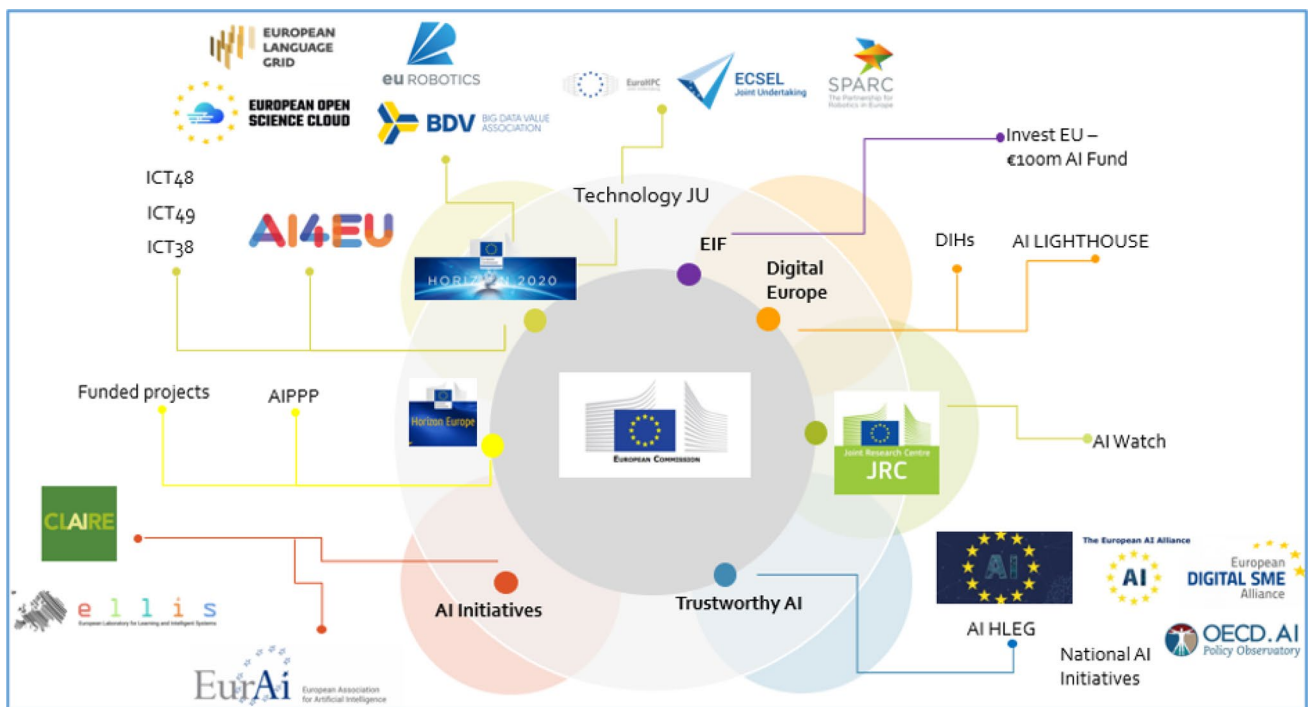 EUROPEAN
LANGUAGE
GRID
eu ROBOTICS
EuroHPC
ECSEL
Joint Undertaking
SPARC
The Partnership for
Robotics in Europe
EUROPEAN OPEN
SCIENCE CLOUD
BDV BIG DATA VALUE
ASSOCIATION
Invest EU –
€100m AI Fund
ICT48
ICT49
ICT38
AI4EU
Technology JU
EIF
Digital
Europe
DIHs
AI LIGHTHOUSE
HORIZON 2020
Funded projects
AIPPP
Horizon Europe
EUROPEAN COMMISSION
Joint Research Centre
JRC
AI Watch
CLAIRE
AI Initiatives
Trustworthy AI
AI
The European AI Alliance
AI
European
DIGITAL SME
Alliance
ellis
European Laboratory for Learning and Intelligent Systems
AI HLEG
National AI
Initiatives
OECD.AI
Policy Observatory
EurAi European Association
for Artificial Intelligence